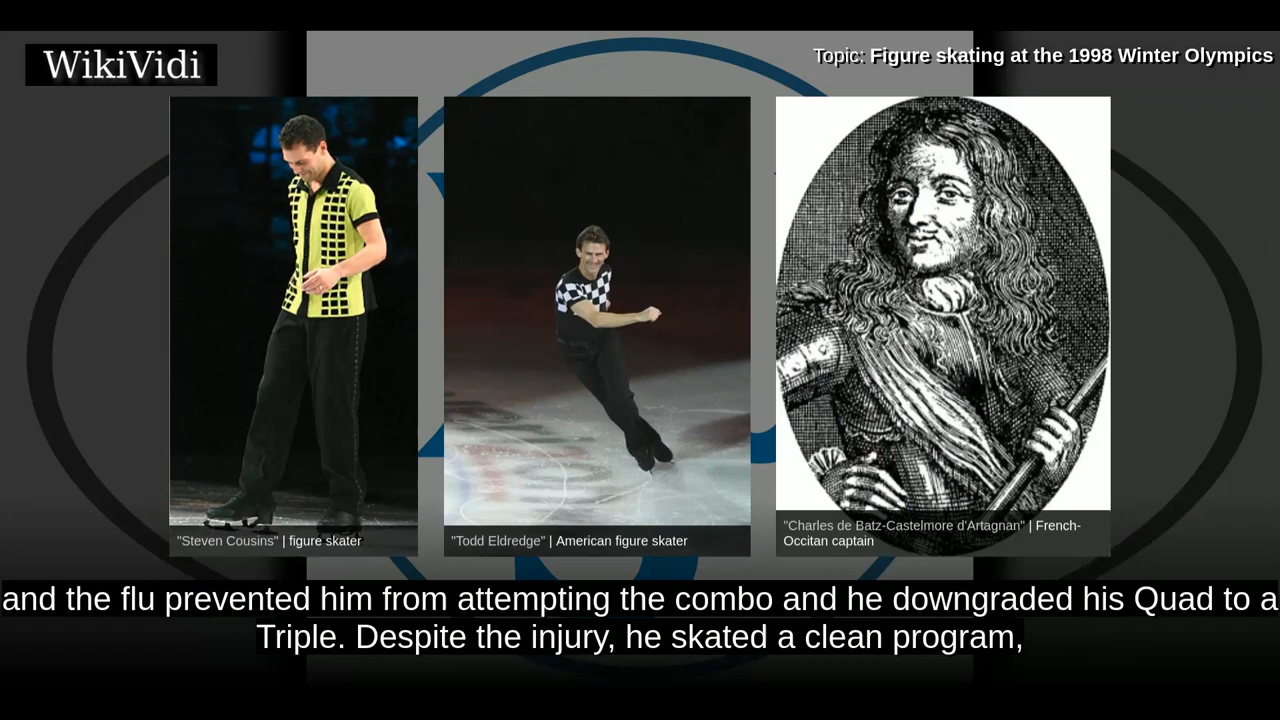 WikiVidi
Topic: Figure skating at the 1998 Winter Olympics
"Steven Cousins" | figure skater
"Todd Eldredge" | American figure skater
"Charles de Batz-Castelmore d'Artagnan" | French-
Occitan captain
and the flu prevented him from attempting the combo and he downgraded his Quad to a
Triple. Despite the injury, he skated a clean program,